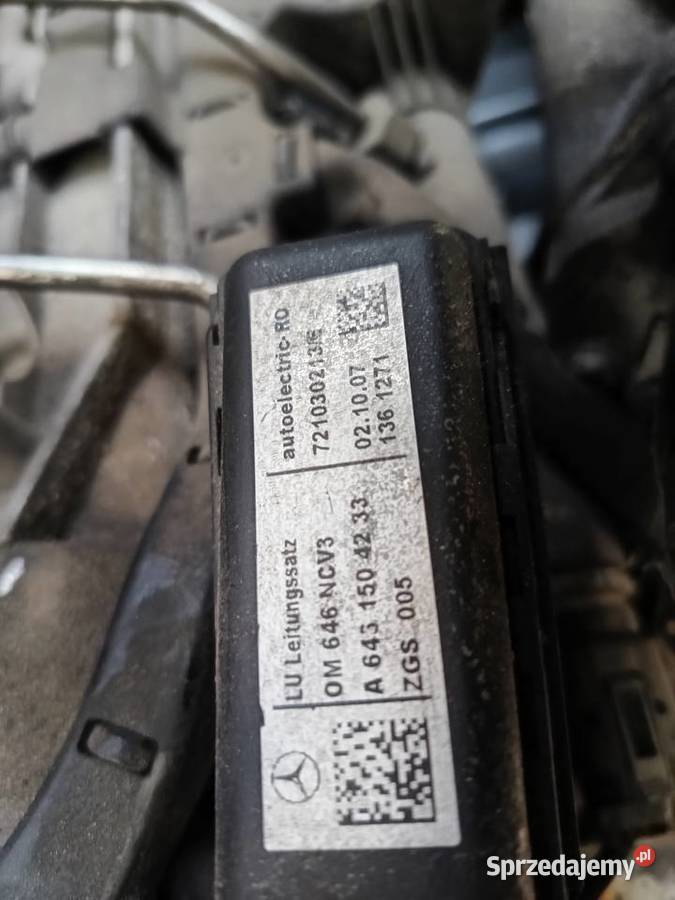 LU Leitungssatz
OM 646 NCV3
A 643 150 42 33
ZGS 005
autoelectric-RO
02.10.07
136.1271
Sprzedajemy.pl